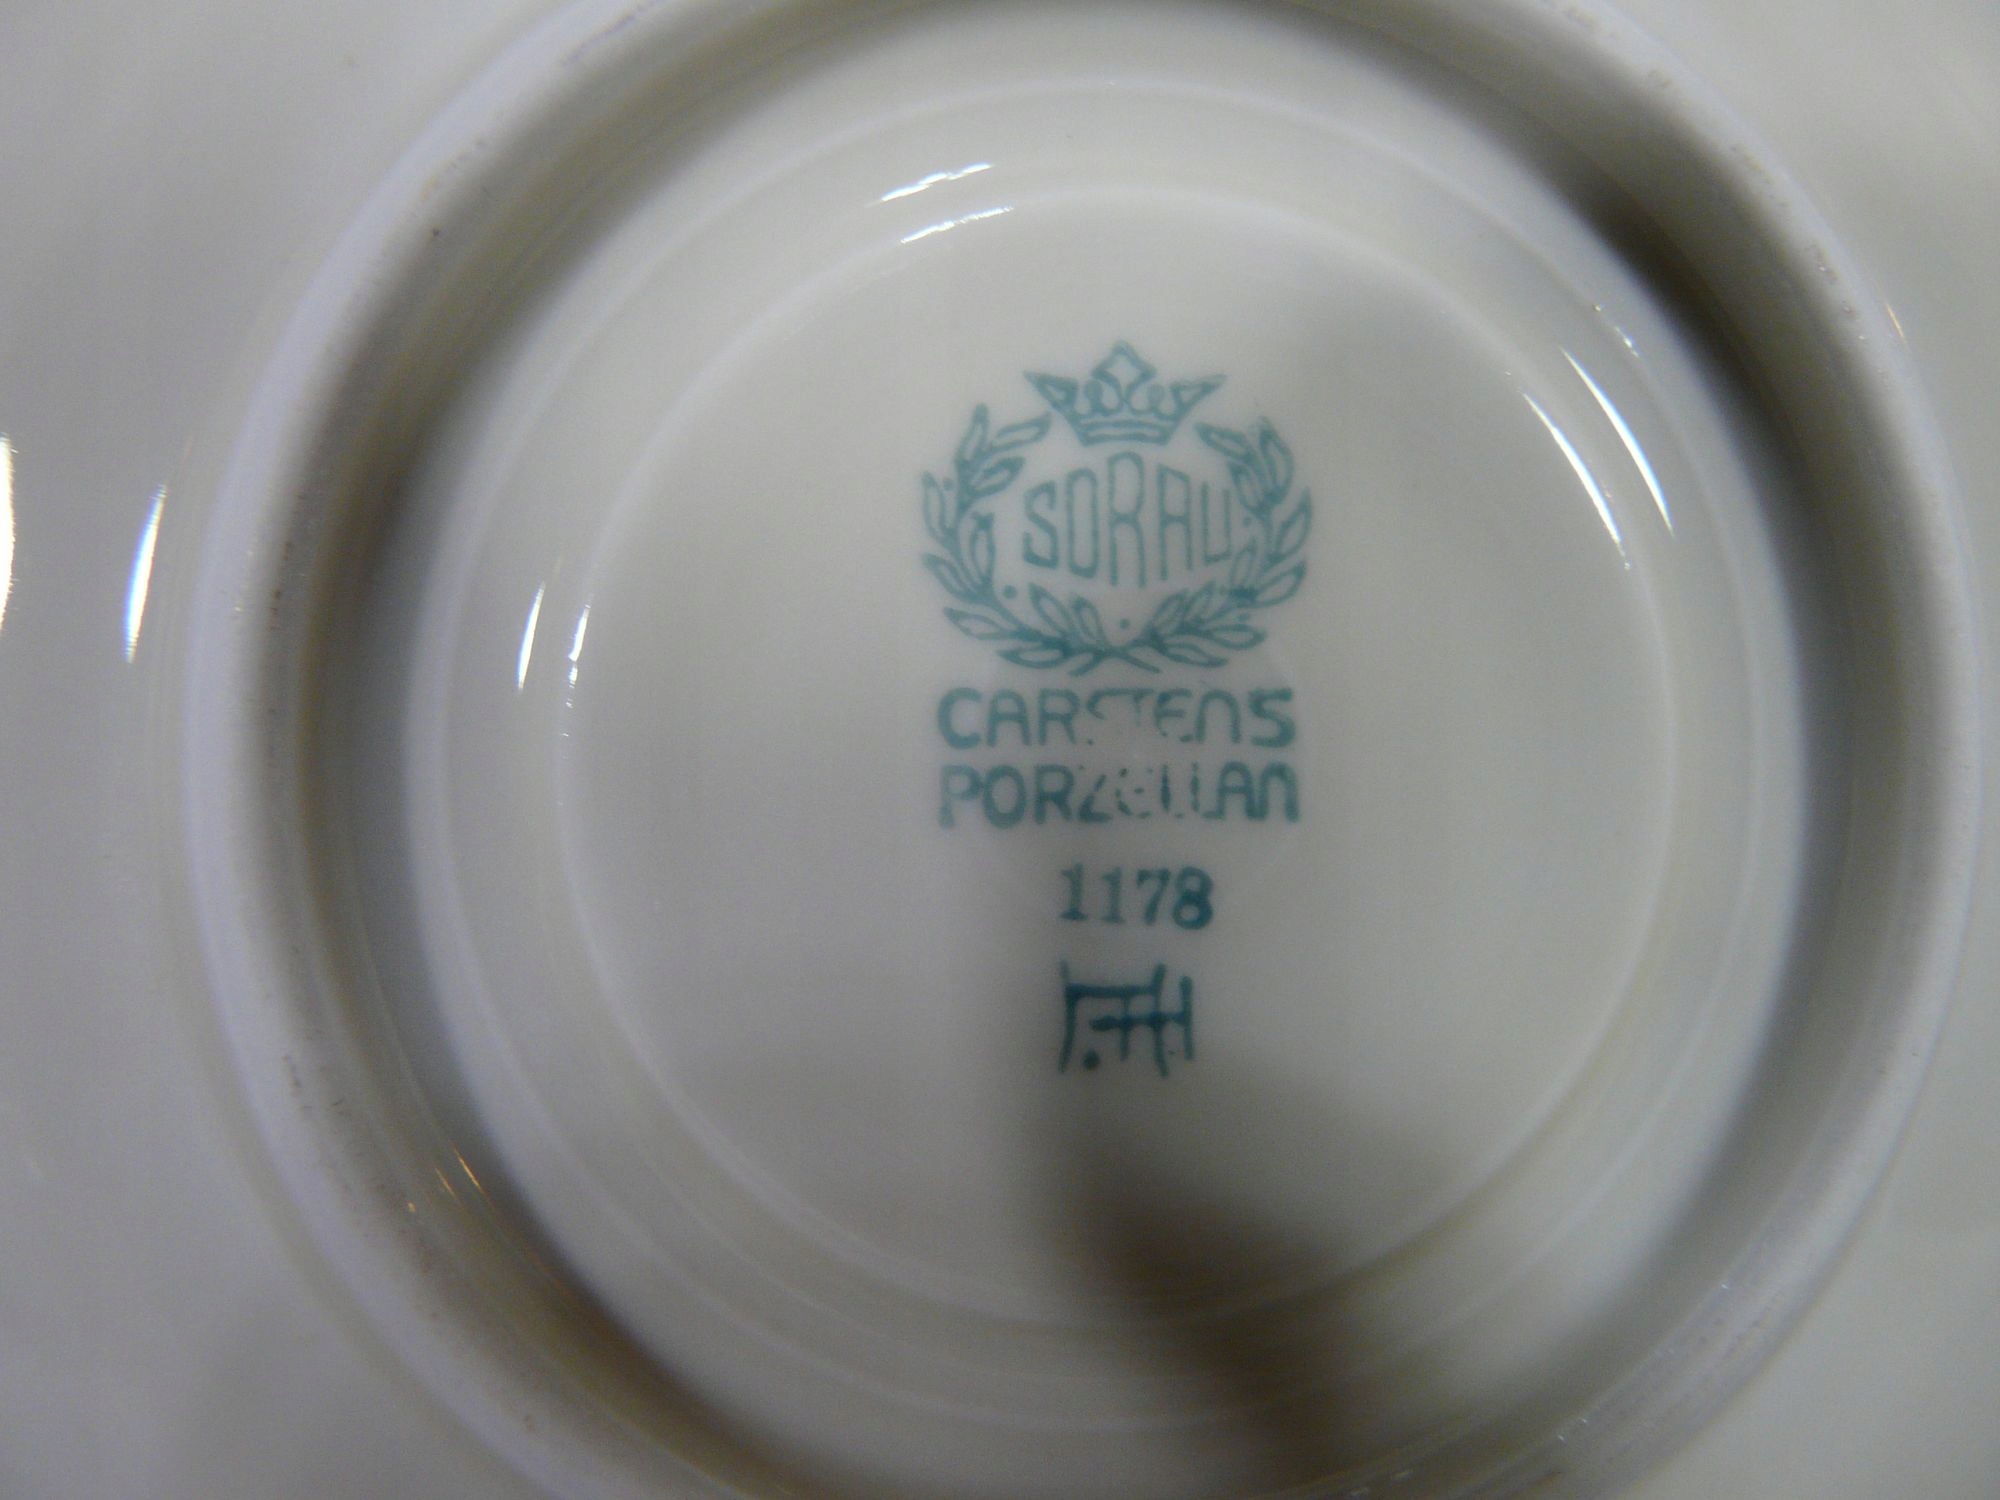 SORAU
CARSTENS
PORZELLAN
1178